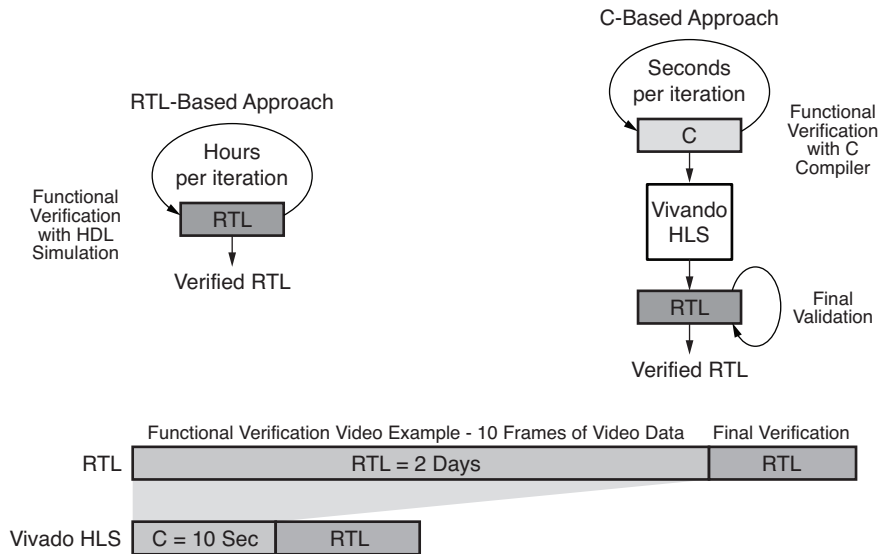 RTL-Based Approach
Hours
per iteration
RTL
Functional
Verification
with HDL
Simulation
Verified RTL
C-Based Approach
Seconds
per iteration
C
Functional
Verification
with C
Compiler
Vivando
HLS
RTL
Final
Validation
Verified RTL
Functional Verification Video Example - 10 Frames of Video Data
Final Verification
RTL
RTL = 2 Days
RTL
Vivado HLS
C = 10 Sec
RTL